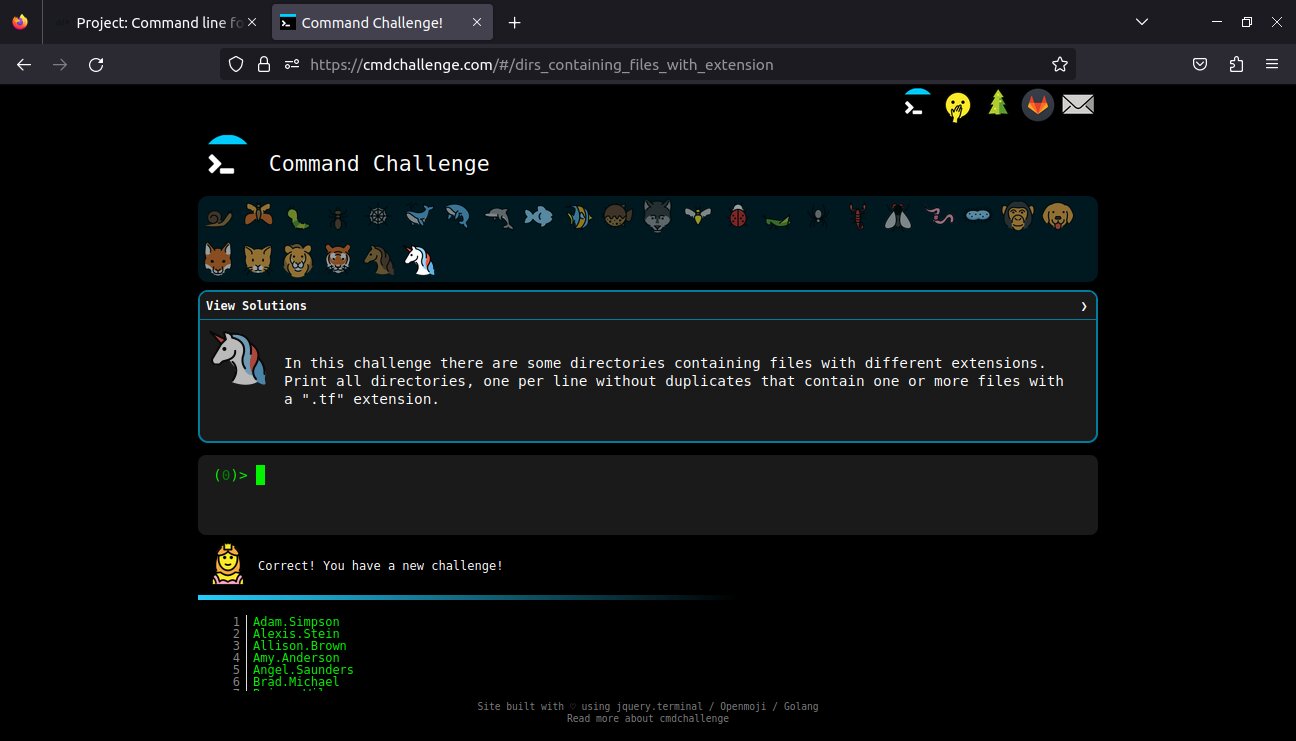 Project: Command line fo
Command Challenge!
https://cmdchallenge.com/#/dirs_containing_files_with_extension
Command Challenge
View Solutions
In this challenge there are some directories containing files with different extensions.
Print all directories, one per line without duplicates that contain one or more files with
a ".tf" extension.
(0)>
Correct! You have a new challenge!
1 Adam.Simpson
2 Alexis.Stein
3 Allison.Brown
4 Amy.Anderson
5 Angel.Saunders
6 Brad.Michael
Site built with ♡ using jquery.terminal / Openmoji / Golang
Read more about cmdchallenge